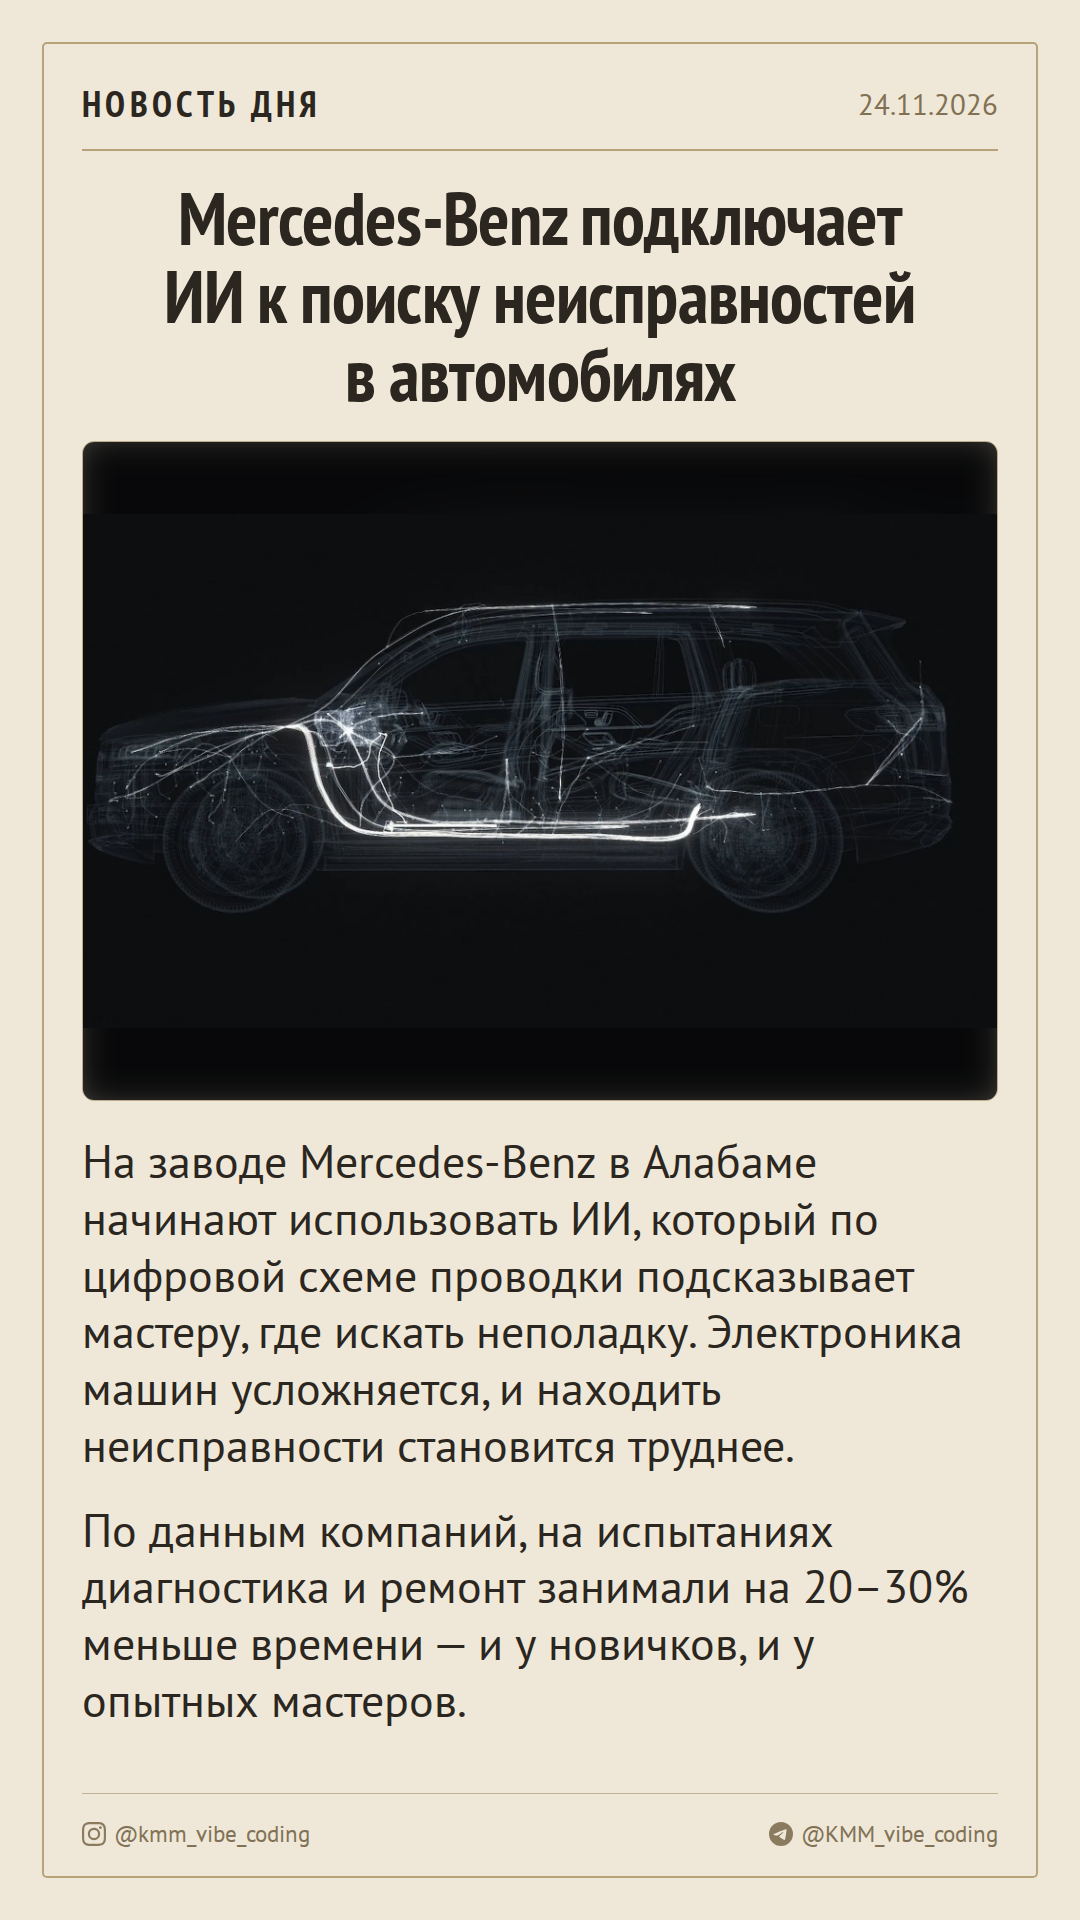 НОВОСТЬ ДНЯ
24.11.2026
Mercedes-Benz подключает
ИИ к поиску неисправностей
в автомобилях
На заводе Mercedes-Benz в Алабаме
начинают использовать ИИ, который по
цифровой схеме проводки подсказывает
мастеру, где искать неполадку. Электроника
машин усложняется, и находить
неисправности становится труднее.
По данным компаний, на испытаниях
диагностика и ремонт занимали на 20–30%
меньше времени — и у новичков, и у
опытных мастеров.
@kmm_vibe_coding
@KMM_vibe_coding